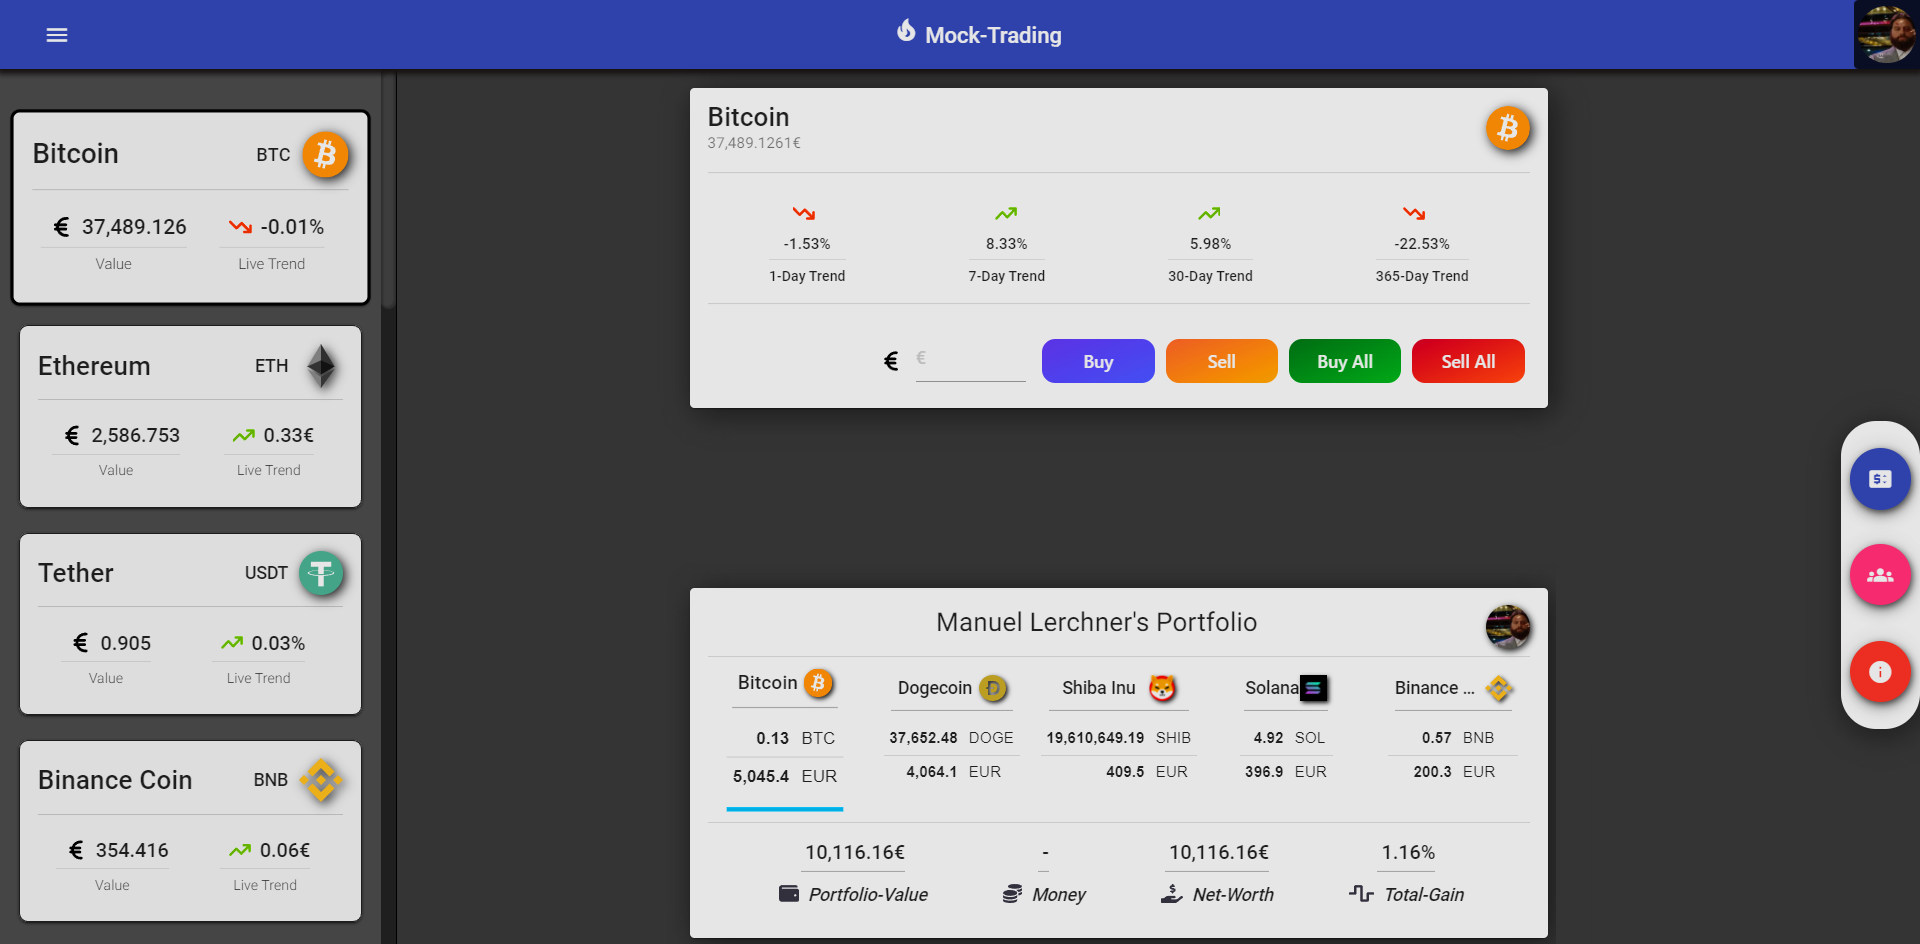 Mock-Trading
Bitcoin BTC
€ 37,489.126 -0.01%
Value Live Trend
Ethereum ETH
€ 2,586.753 0.33€
Value Live Trend
Tether USDT
€ 0.905 0.03%
Value Live Trend
Binance Coin BNB
€ 354.416 0.06€
Value Live Trend
Bitcoin
37,489.1261€
-1.53% 8.33% 5.98% -22.53%
1-Day Trend 7-Day Trend 30-Day Trend 365-Day Trend
€ € Buy Sell Buy All Sell All
Manuel Lerchner's Portfolio
Bitcoin Dogecoin Shiba Inu Solana Binance ...
0.13 BTC 37,652.48 DOGE 19,610,649.19 SHIB 4.92 SOL 0.57 BNB
5,045.4 EUR 4,064.1 EUR 409.5 EUR 396.9 EUR 200.3 EUR
10,116.16€ - 10,116.16€ 1.16%
Portfolio-Value Money Net-Worth Total-Gain